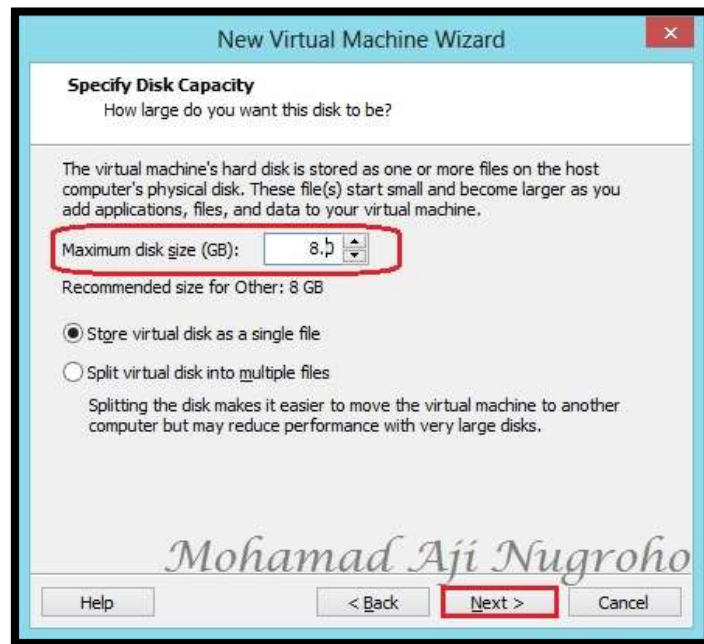 New Virtual Machine Wizard
Specify Disk Capacity
How large do you want this disk to be?
The virtual machine's hard disk is stored as one or more files on the host
computer's physical disk. These file(s) start small and become larger as you
add applications, files, and data to your virtual machine.
Maximum disk size (GB): 8.0
Recommended size for Other: 8 GB
Store virtual disk as a single file
Split virtual disk into multiple files
Splitting the disk makes it easier to move the virtual machine to another
computer but may reduce performance with very large disks.
Mohamad Aji Nugroho
Help < Back Next > Cancel